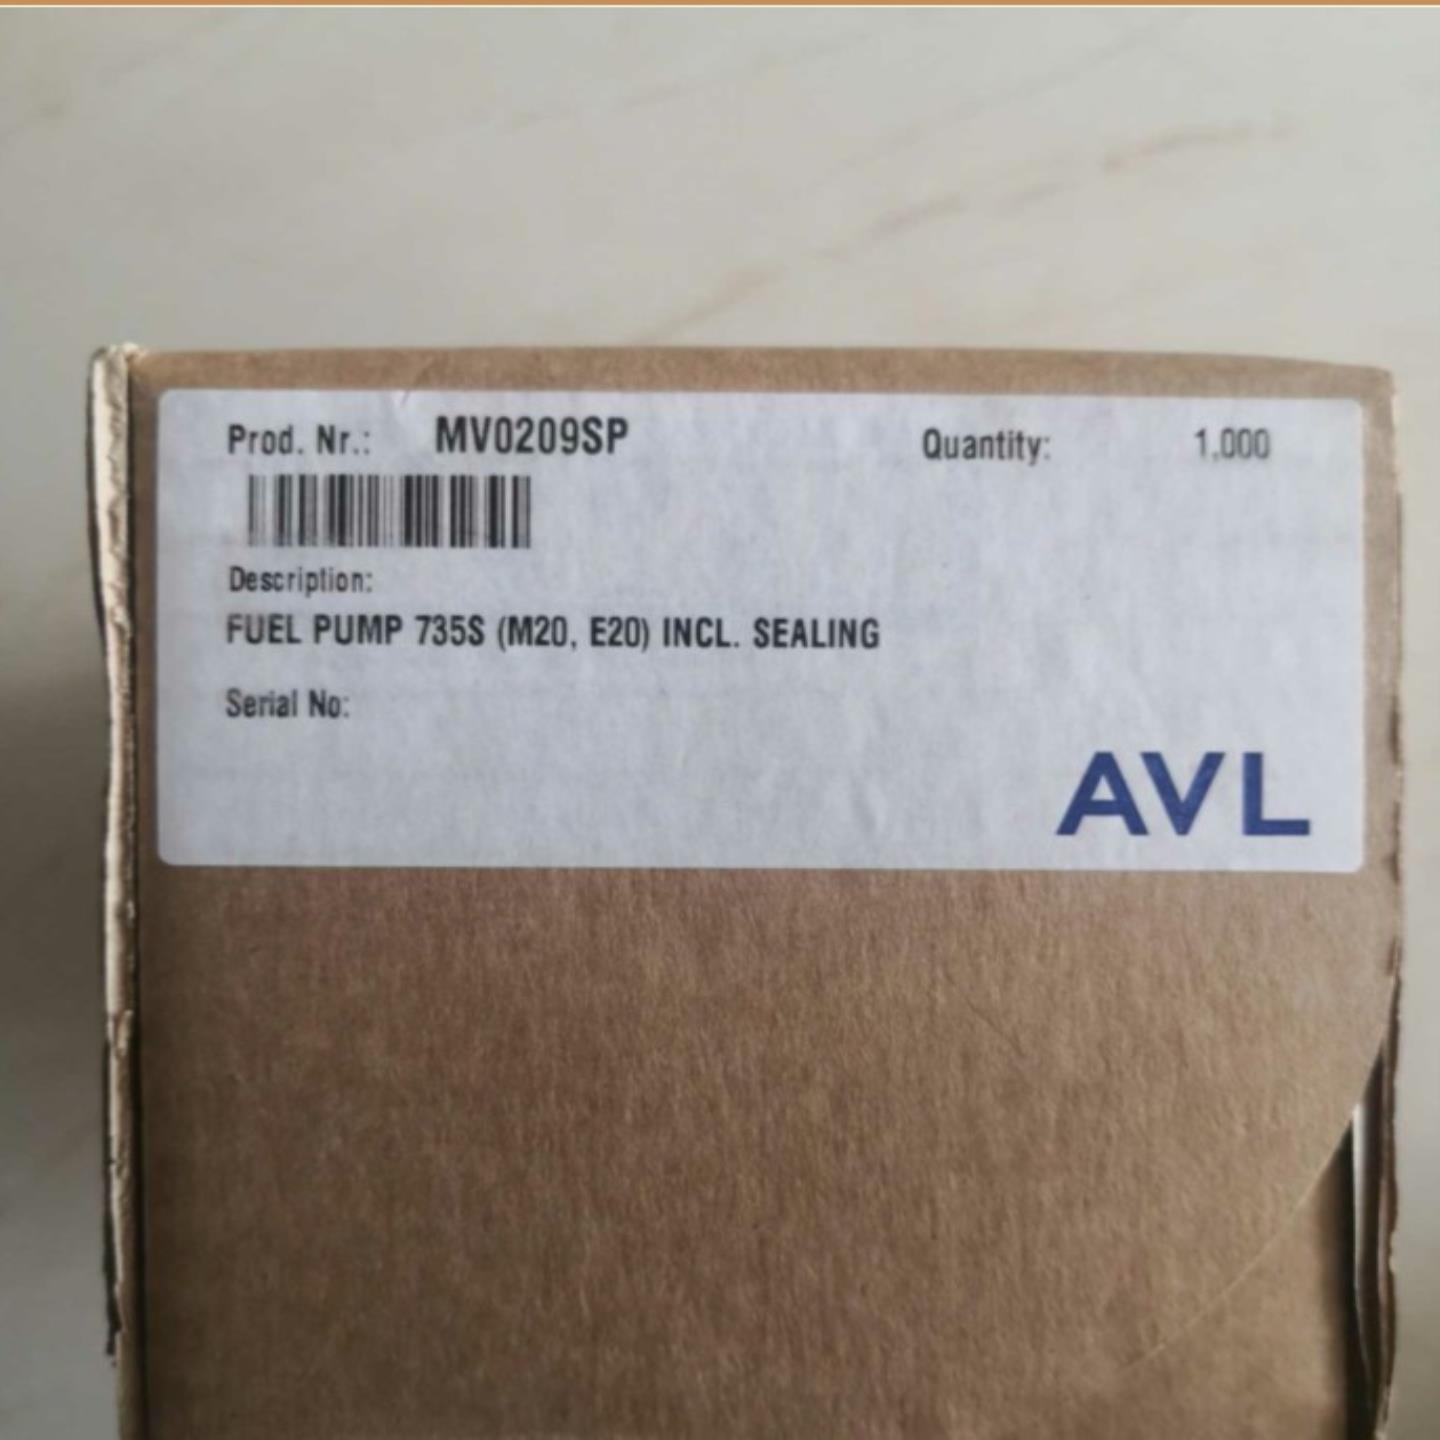 Prod. Nr.: MV0209SP Quantity: 1,000
Description:
FUEL PUMP 735S (M20, E20) INCL. SEALING
Serial No:
AVL